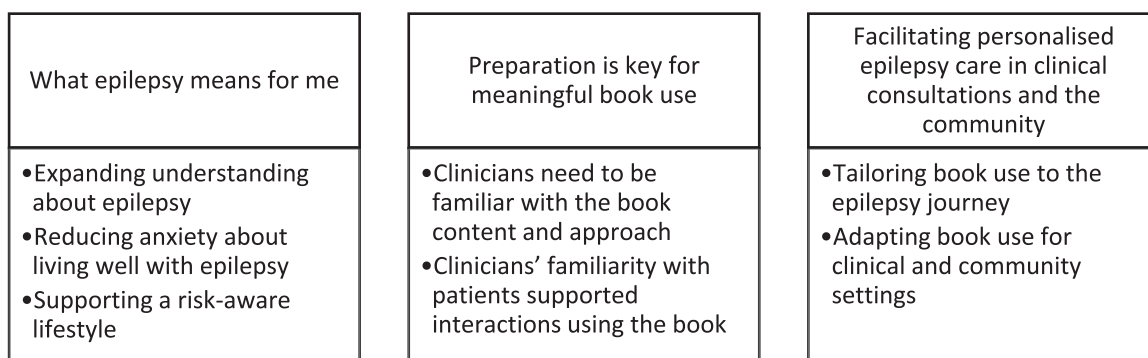 What epilepsy means for me
•Expanding understanding
about epilepsy
•Reducing anxiety about
living well with epilepsy
•Supporting a risk-aware
lifestyle
Preparation is key for
meaningful book use
•Clinicians need to be
familiar with the book
content and approach
•Clinicians’ familiarity with
patients supported
interactions using the book
Facilitating personalised
epilepsy care in clinical
consultations and the
community
•Tailoring book use to the
epilepsy journey
•Adapting book use for
clinical and community
settings